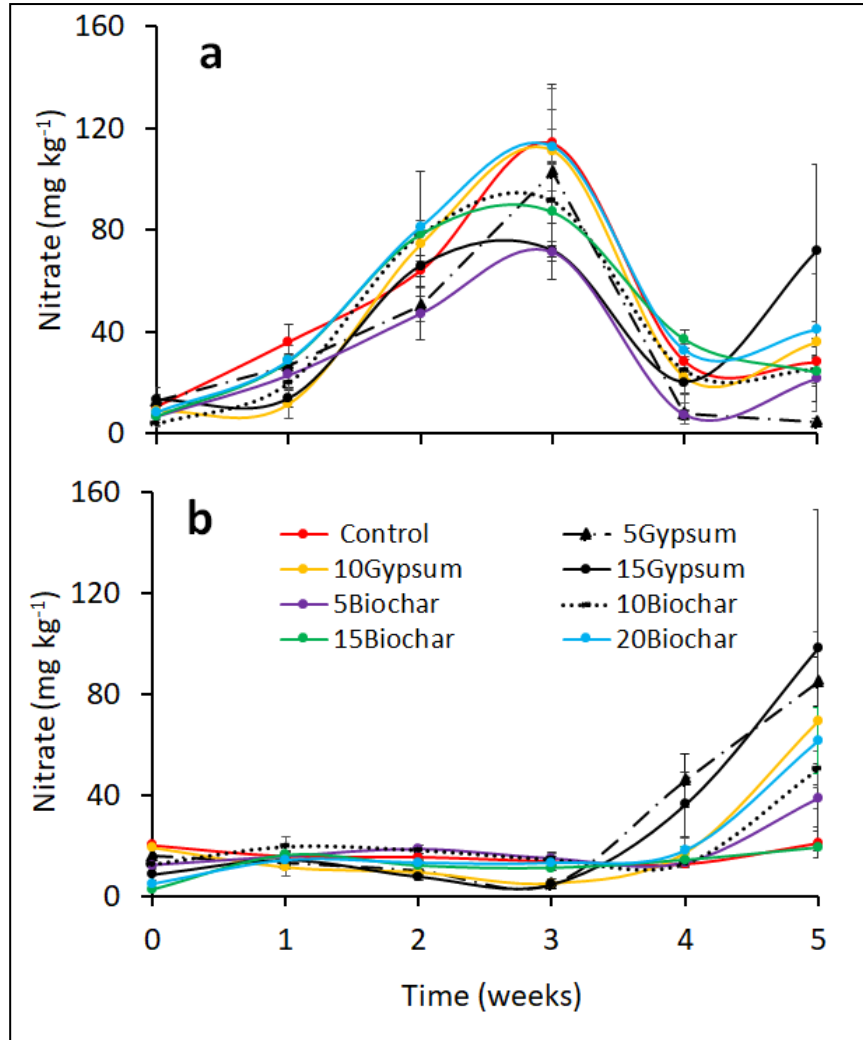 160
a
120
80
40
0
Nitrate (mg kg⁻¹)
160
b
120
80
40
0
Nitrate (mg kg⁻¹)
Control 5Gypsum
10Gypsum 15Gypsum
5Biochar 10Biochar
15Biochar 20Biochar
0 1 2 3 4 5
Time (weeks)